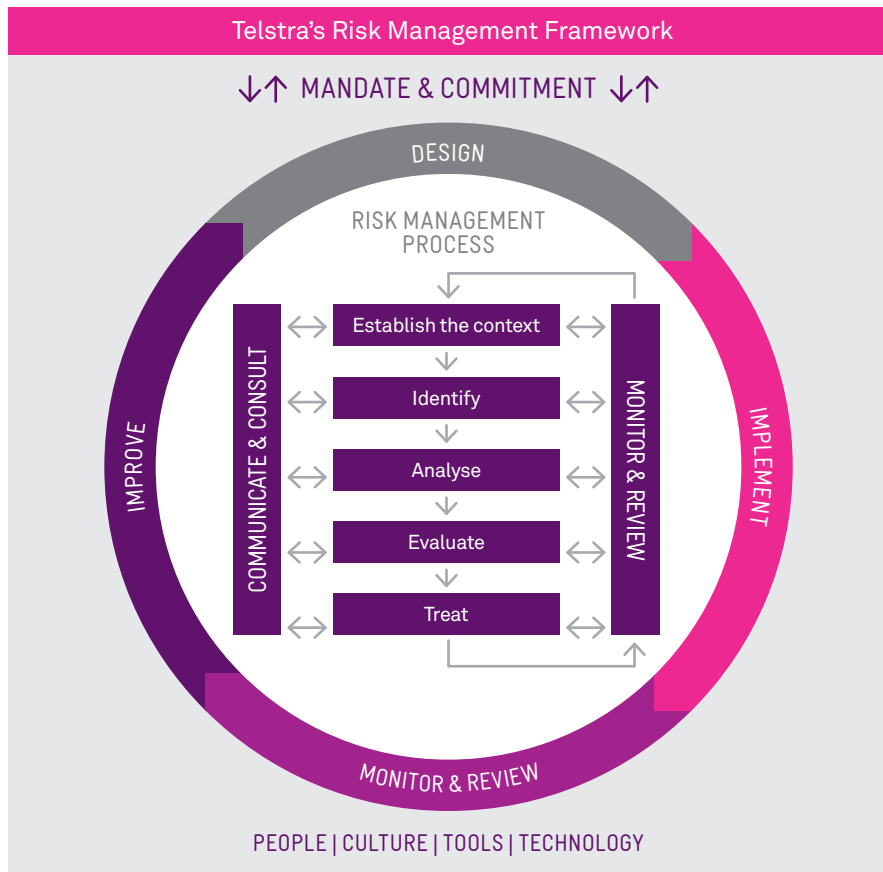 Telstra’s Risk Management Framework
MANDATE & COMMITMENT
DESIGN
RISK MANAGEMENT
PROCESS
IMPROVE
COMMUNICATE & CONSULT
Establish the context
Identify
Analyse
Evaluate
Treat
MONITOR & REVIEW
IMPLEMENT
MONITOR & REVIEW
PEOPLE | CULTURE | TOOLS | TECHNOLOGY